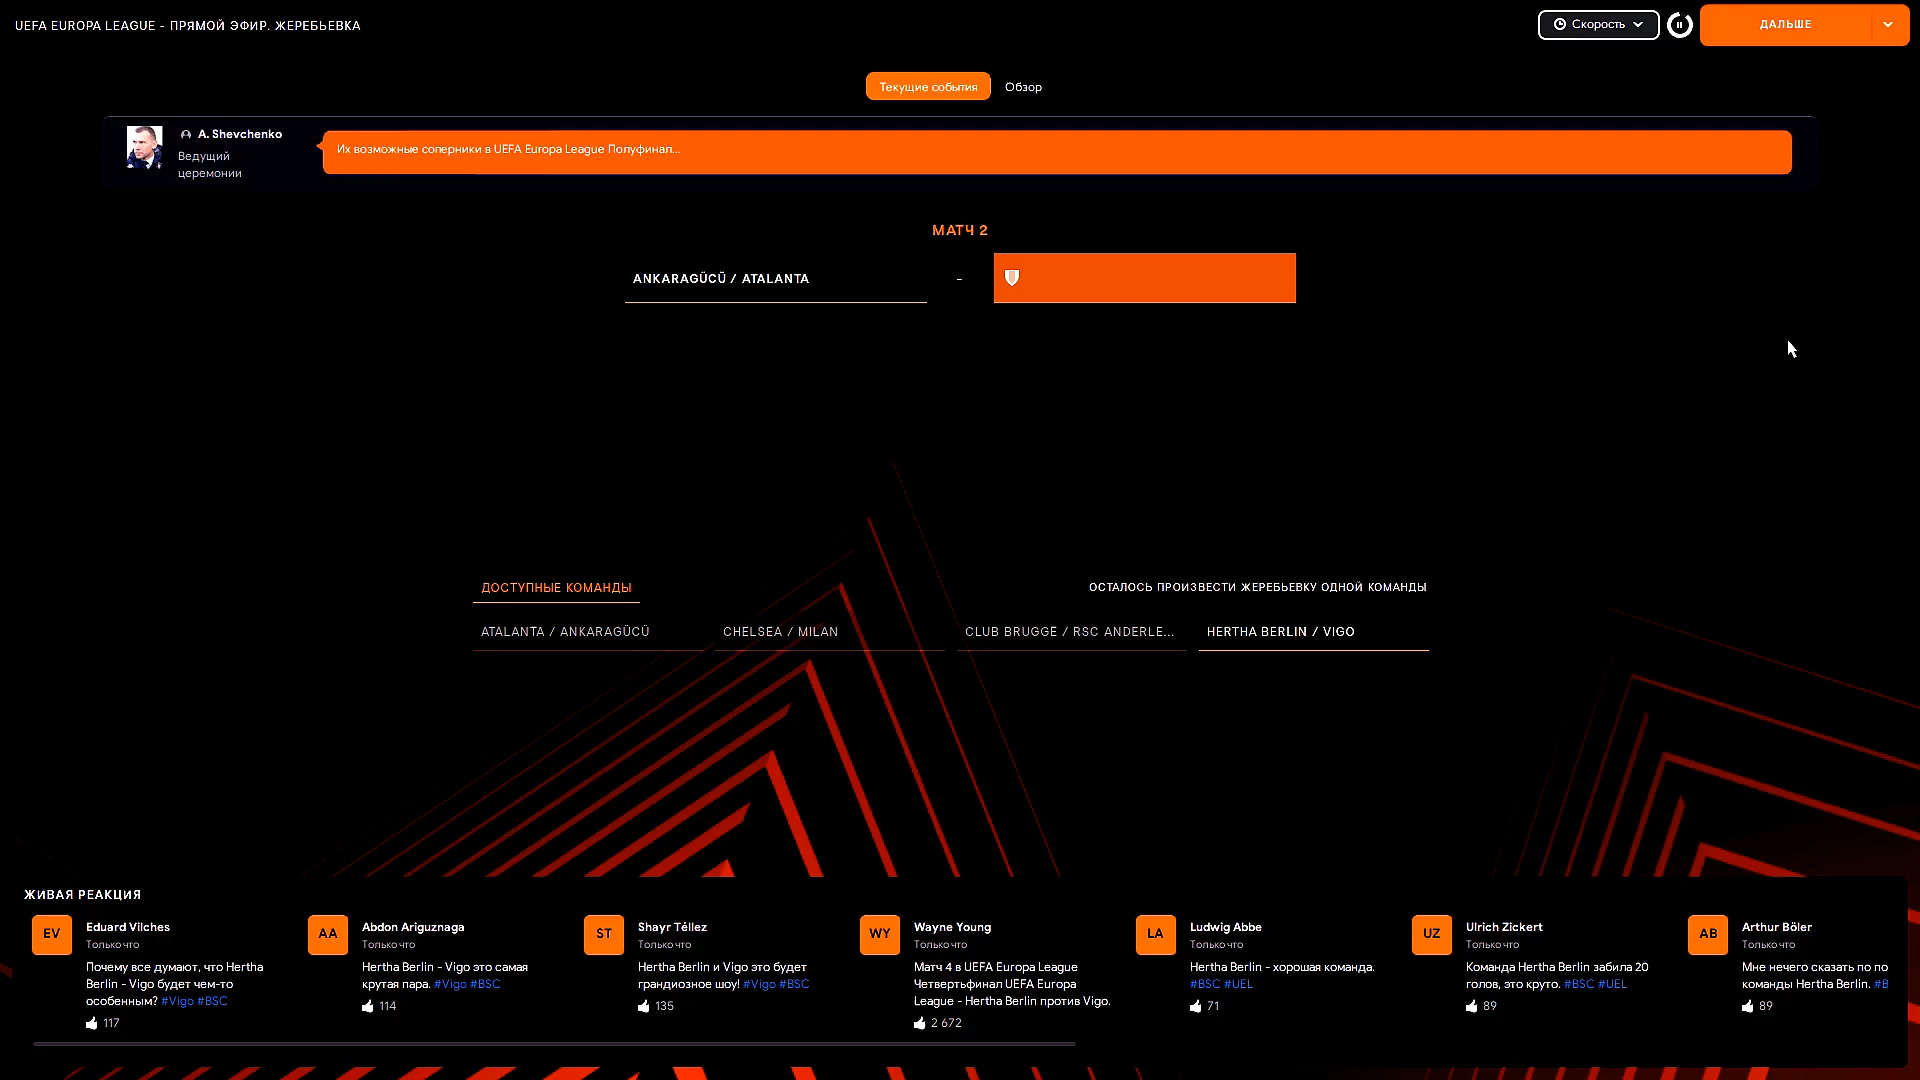 UEFA EUROPA LEAGUE - ПРЯМОЙ ЭФИР. ЖЕРЕБЬЕВКА
Скорость
ДАЛЬШЕ
Текущие события
Обзор
A. Shevchenko
Ведущий
церемонии
Их возможные соперники в UEFA Europa League Полуфинал...
МАТЧ 2
ANKARAGÜCÜ / ATALANTA
-
ДОСТУПНЫЕ КОМАНДЫ
ОСТАЛОСЬ ПРОИЗВЕСТИ ЖЕРЕБЬЕВКУ ОДНОЙ КОМАНДЫ
ATALANTA / ANKARAGÜCÜ
CHELSEA / MILAN
CLUB BRUGGE / RSC ANDERLE...
HERTHA BERLIN / VIGO
ЖИВАЯ РЕАКЦИЯ
EV
Eduard Vilches
Только что
Почему все думают, что Hertha
Berlin - Vigo будет чем-то
особенным? #Vigo #BSC
117
AA
Abdon Ariguznaga
Только что
Hertha Berlin - Vigo это самая
крутая пара. #Vigo #BSC
114
ST
Shayr Téllez
Только что
Hertha Berlin и Vigo это будет
грандиозное шоу! #Vigo #BSC
135
WY
Wayne Young
Только что
Матч 4 в UEFA Europa League
Четвертьфинал UEFA Europa
League - Hertha Berlin против Vigo.
2 672
LA
Ludwig Abbe
Только что
Hertha Berlin - хорошая команда.
#BSC #UEL
71
UZ
Ulrich Zickert
Только что
Команда Hertha Berlin забила 20
голов, это круто. #BSC #UEL
89
AB
Arthur Böler
Только что
Мне нечего сказать по по
команды Hertha Berlin. #B
89